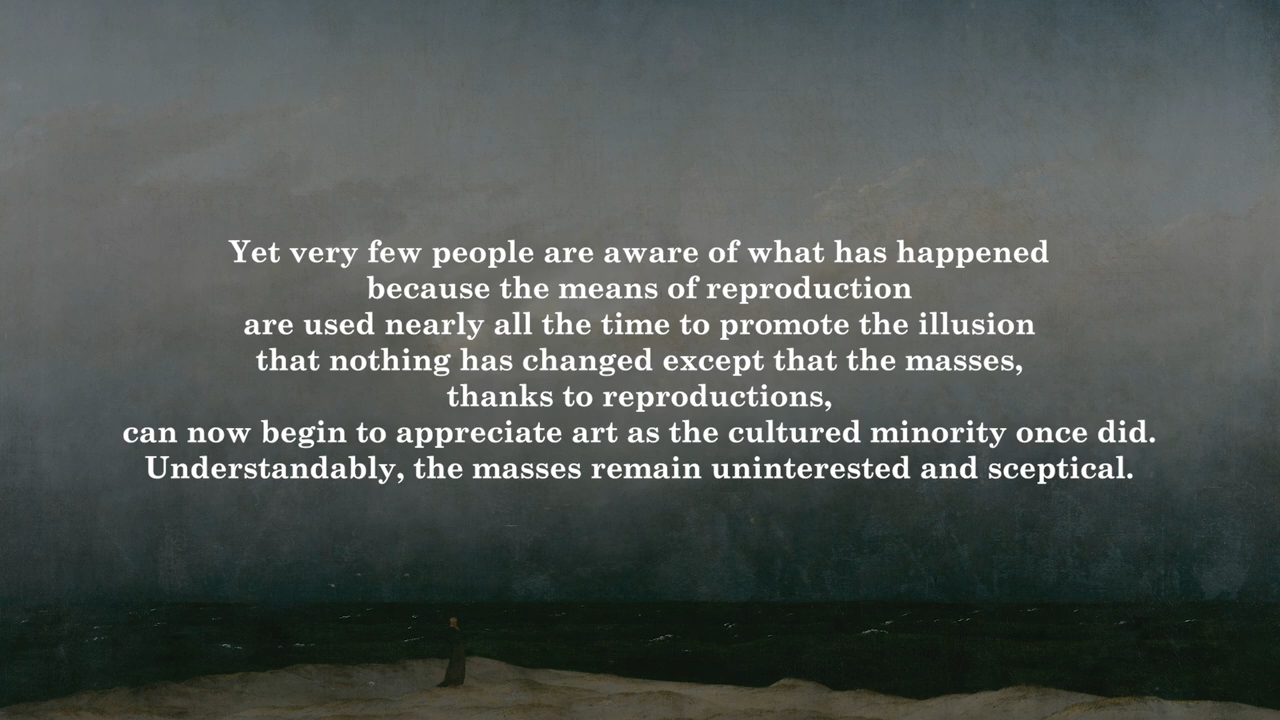 Yet very few people are aware of what has happened
because the means of reproduction
are used nearly all the time to promote the illusion
that nothing has changed except that the masses,
thanks to reproductions,
can now begin to appreciate art as the cultured minority once did.
Understandably, the masses remain uninterested and sceptical.